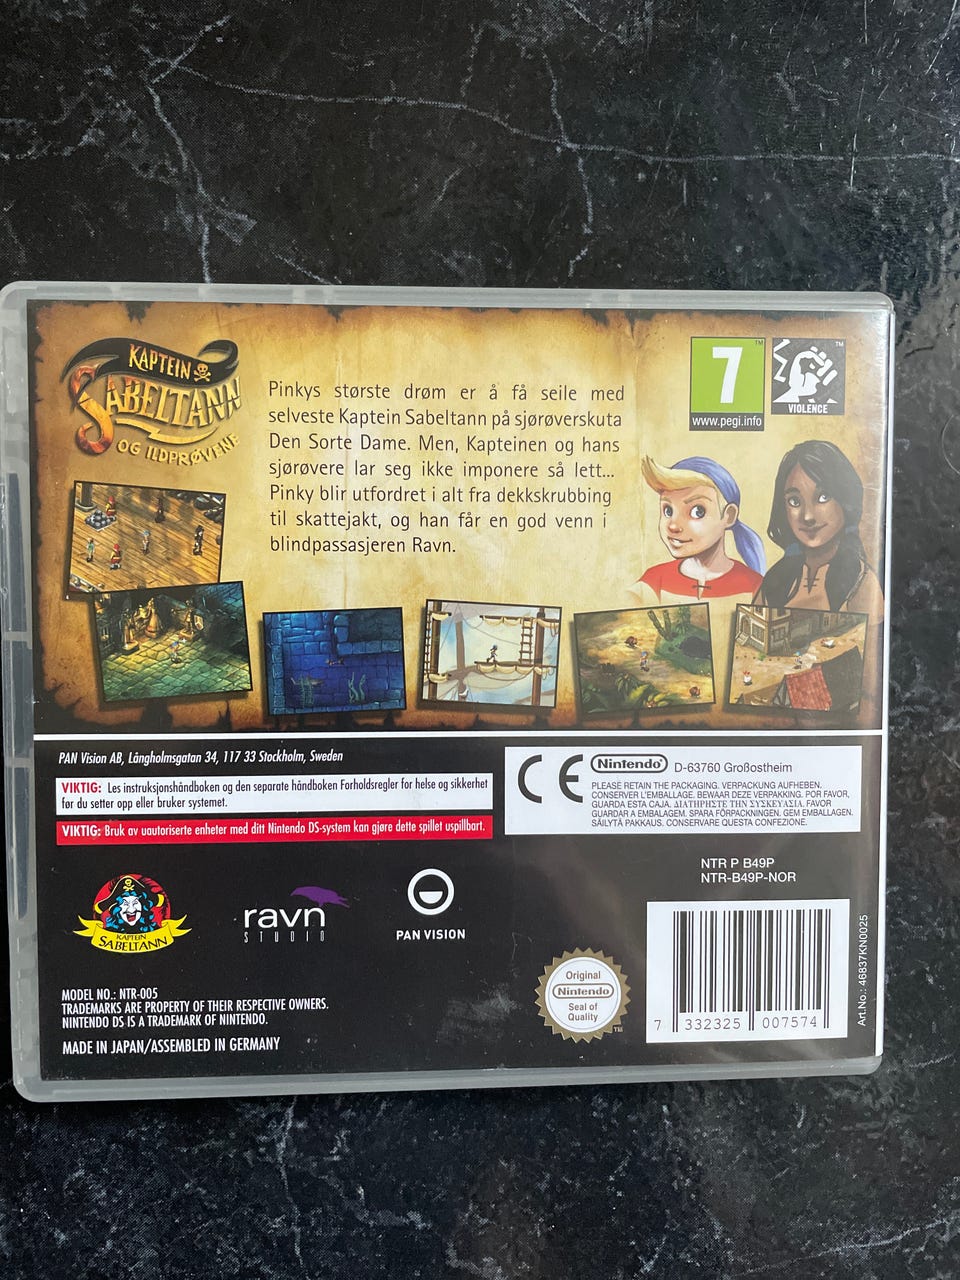 KAPTEIN
SABELTANN
OG ILDPRØVENE
Pinkys største drøm er å få seile med
selveste Kaptein Sabeltann på sjørøverskuta
Den Sorte Dame. Men, Kapteinen og hans
sjørøvere lar seg ikke imponere så lett...
Pinky blir utfordret i alt fra dekkskrubbing
til skattejakt, og han får en god venn i
blindpassasjeren Ravn.
7
TM
www.pegi.info
TM
VIOLENCE
PAN Vision AB, Långholmsgatan 34, 117 33 Stockholm, Sweden
VIKTIG: Les instruksjonshåndboken og den separate håndboken Forholdsregler for helse og sikkerhet
før du setter opp eller bruker systemet.
VIKTIG: Bruk av uautoriserte enheter med ditt Nintendo DS-system kan gjøre dette spillet uspillbart.
CE
Nintendo® D-63760 Großostheim
PLEASE RETAIN THE PACKAGING. VERPACKUNG AUFHEBEN.
CONSERVER L'EMBALLAGE. BEWAAR DEZE VERPAKKING. POR FAVOR,
GUARDA ESTA CAJA. ΔΙΑΤΗΡΗΣΤΕ ΤΗΝ ΣΥΣΚΕΥΑΣΙΑ. FAVOR
GUARDAR A EMBALAGEM. SPARA FÖRPACKNINGEN. GEM EMBALLAGEN.
SÄILYTÄ PAKKAUS. CONSERVARE QUESTA CONFEZIONE.
NTR P B49P
NTR-B49P-NOR
KAPTEIN
SABELTANN
ravn
STUDIO
PAN VISION
MODEL NO.: NTR-005
TRADEMARKS ARE PROPERTY OF THEIR RESPECTIVE OWNERS.
NINTENDO DS IS A TRADEMARK OF NINTENDO.
MADE IN JAPAN/ASSEMBLED IN GERMANY
Original
Nintendo
Seal of
Quality
TM
7 332325 007574
Art.No.: 46837KN0025